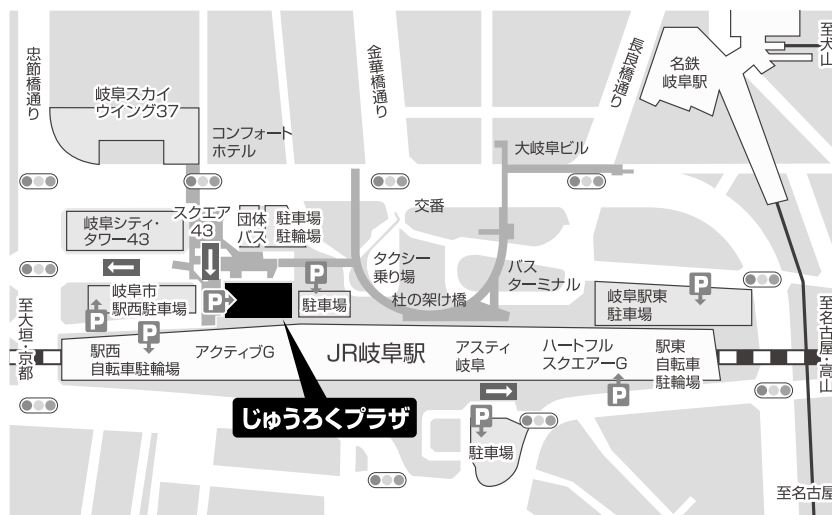 忠節橋通り
金華橋通り
長良橋通り
名鉄
岐阜駅
至犬山
岐阜スカイ
ウイング37
コンフォート
ホテル
大岐阜ビル
スクエア
43
団体
バス
駐車場
駐輪場
交番
岐阜シティ・
タワー43
タクシー
乗り場
バス
ターミナル
杜の架け橋
岐阜市
駅西駐車場
P
P
P
駐車場
P
岐阜駅東
駐車場
至大垣・京都
至名古屋・高山
P
駅西
自転車駐輪場
アクティブG
JR岐阜駅
アスティ
岐阜
ハートフル
スクエアーG
駅東
自転車
駐輪場
P
じゅうろくプラザ
P
駐車場
至名古屋